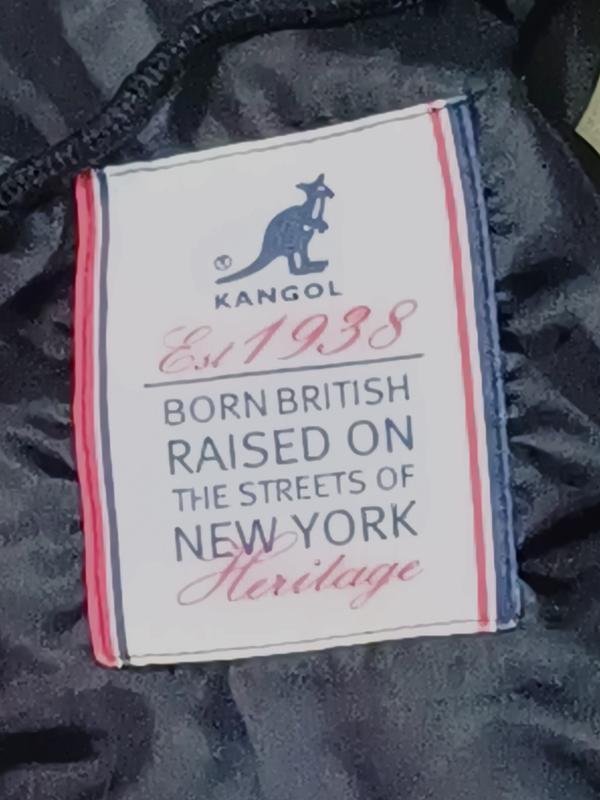 ®
KANGOL
Est 1938
BORN BRITISH
RAISED ON
THE STREETS OF
NEW YORK
Heritage